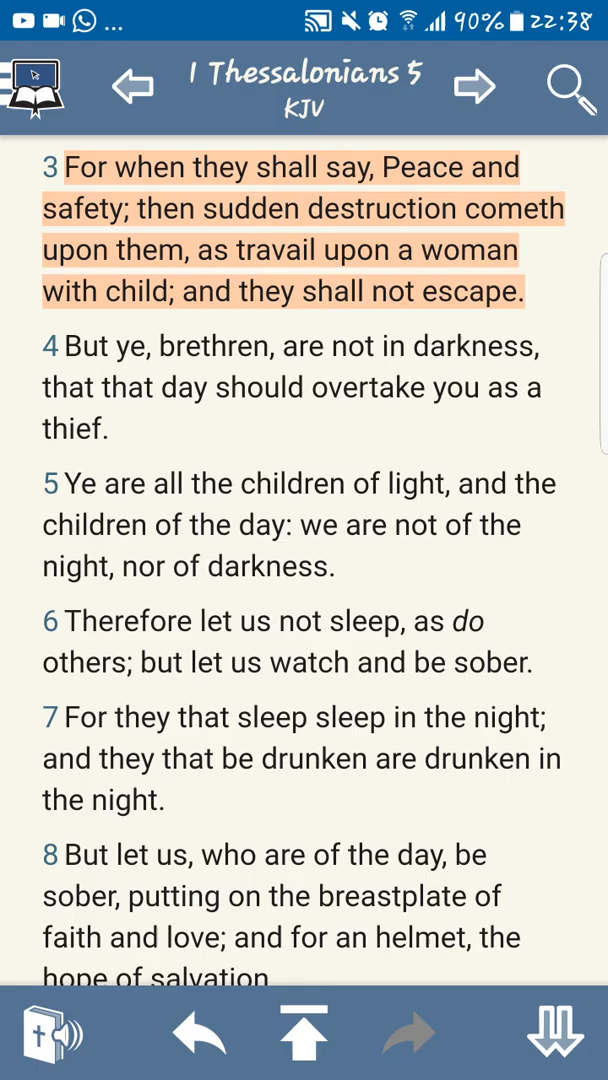 ... 90% 22:38
1 Thessalonians 5
KJV
3 For when they shall say, Peace and
safety; then sudden destruction cometh
upon them, as travail upon a woman
with child; and they shall not escape.
4 But ye, brethren, are not in darkness,
that that day should overtake you as a
thief.
5 Ye are all the children of light, and the
children of the day: we are not of the
night, nor of darkness.
6 Therefore let us not sleep, as do
others; but let us watch and be sober.
7 For they that sleep sleep in the night;
and they that be drunken are drunken in
the night.
8 But let us, who are of the day, be
sober, putting on the breastplate of
faith and love; and for an helmet, the
hope of salvation